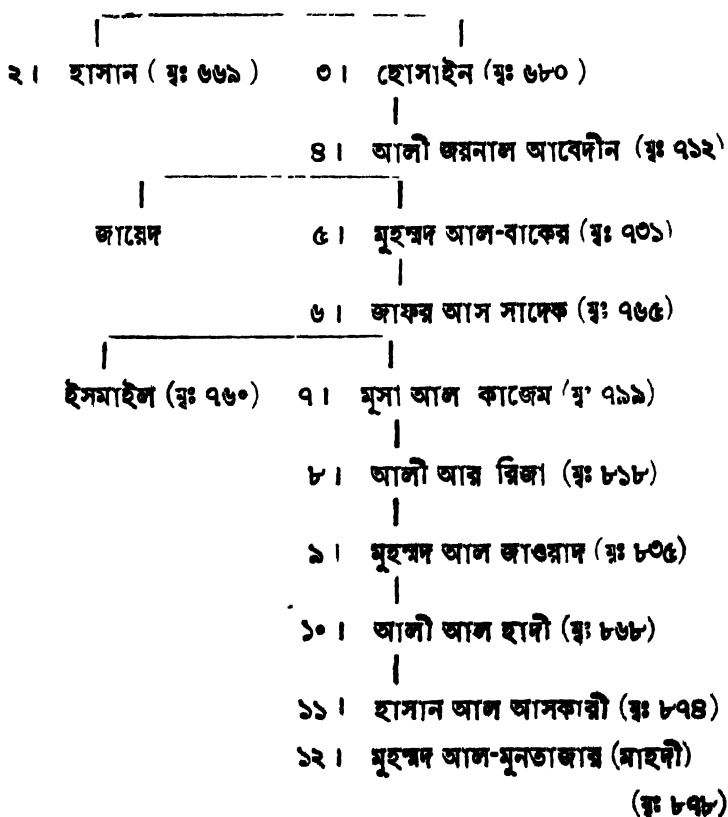 ২। হাসান ( মৃঃ ৬৬৯ ) ৩। হোসাইন (মৃঃ ৬৮০ )
৪। আলী জয়নাল আবেদীন (মৃঃ ৭১২)
জায়েদ ৫। মুহম্মদ আল-বাকের (মৃঃ ৭৩১)
৬। জাফর আস সাদেক (মৃঃ ৭৬৫)
ইসমাইল (মৃঃ ৭৬০) ৭। মূসা আল কাজেম (মৃ' ৭৯৯)
৮। আলী আর রিজা (মৃঃ ৮১৮)
৯। মুহম্মদ আল জাওয়াদ (মৃঃ ৮৩৫)
১০। আলী আল হাদী (মৃঃ ৮৬৮)
১১। হাসান আল আসকারী (মৃঃ ৮৭৪)
১২। মুহম্মদ আল-মুনতাজার (মাহদী)
(মৃঃ ৮৭৮)